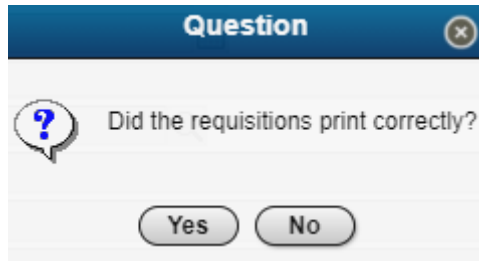 Question
?
Did the requisitions print correctly?
Yes No